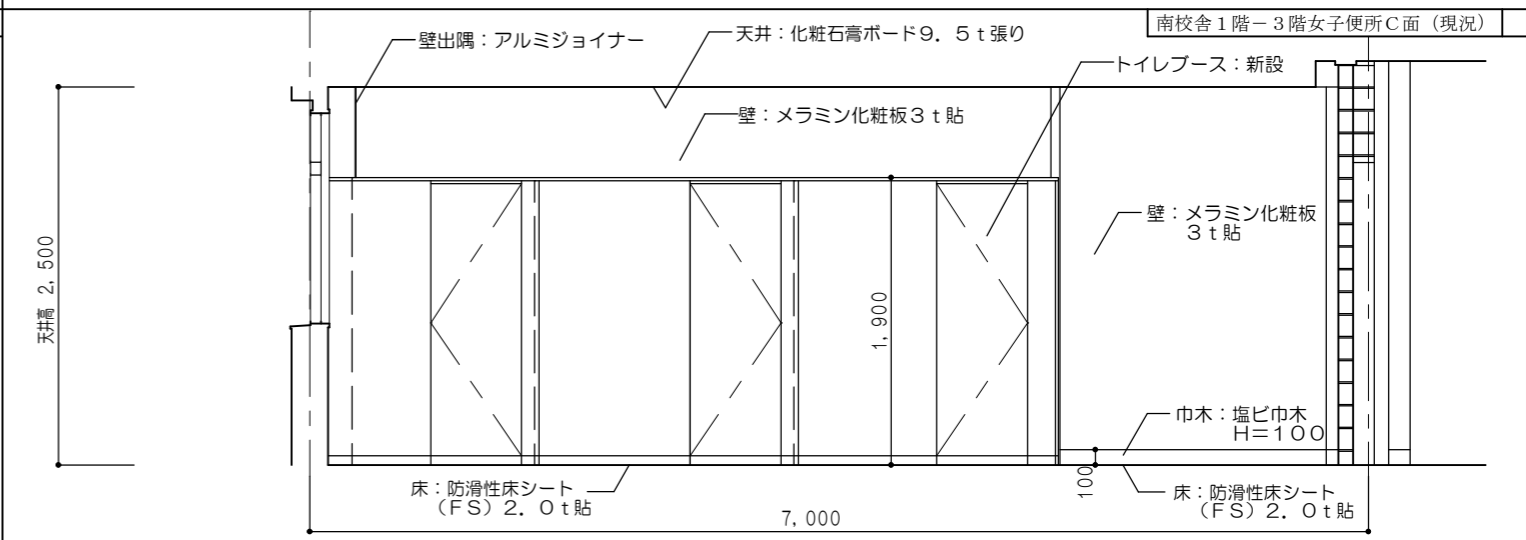 南校舎１階－３階女子便所Ｃ面（現況）
壁出隅：アルミジョイナー
天井：化粧石膏ボード９．５ｔ張り
トイレブース：新設
壁：メラミン化粧板３ｔ貼
壁：メラミン化粧板
３ｔ貼
天井高 2,500
1,900
巾木：塩ビ巾木
Ｈ＝１００
100
床：防滑性床シート
（ＦＳ）２．０ｔ貼
床：防滑性床シート
（ＦＳ）２．０ｔ貼
7,000